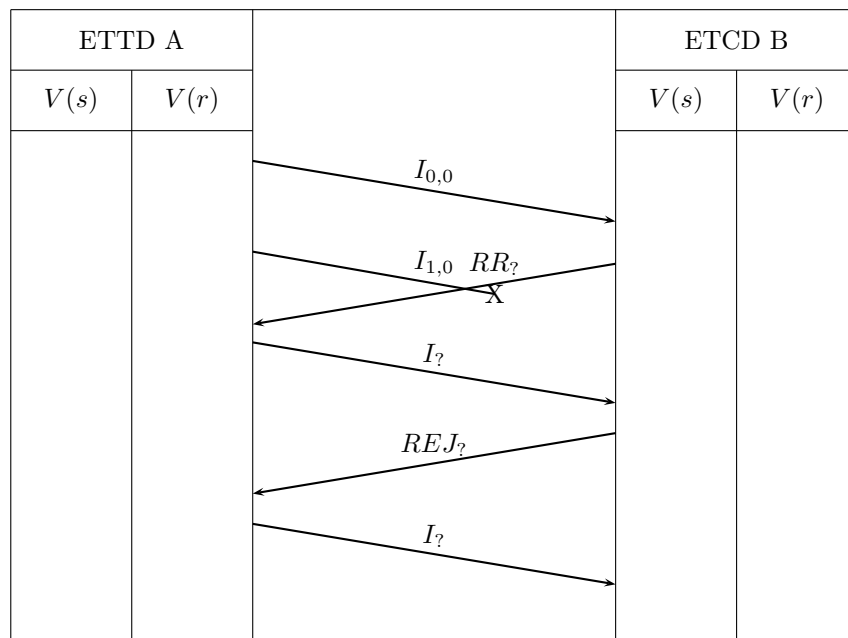 ETTD A ETCD B
V(s) V(r) V(s) V(r)
I0,0
I1,0 RR?
X
I?
REJ?
I?